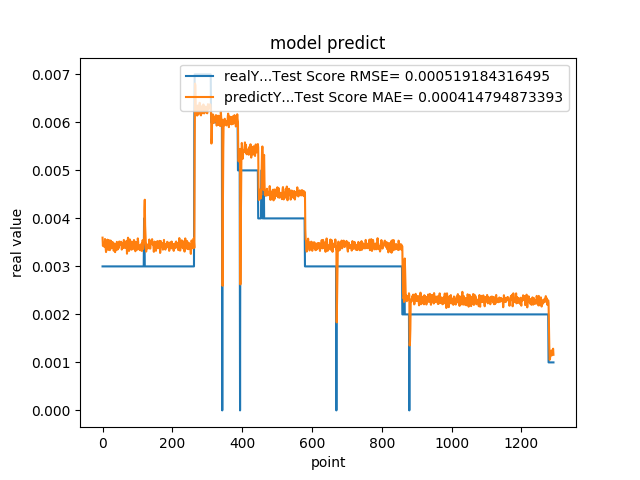 model predict
realY...Test Score RMSE= 0.000519184316495
predictY...Test Score MAE= 0.000414794873393
0.007
0.006
0.005
0.004
0.003
0.002
0.001
0.000
real value
0 200 400 600 800 1000 1200
point